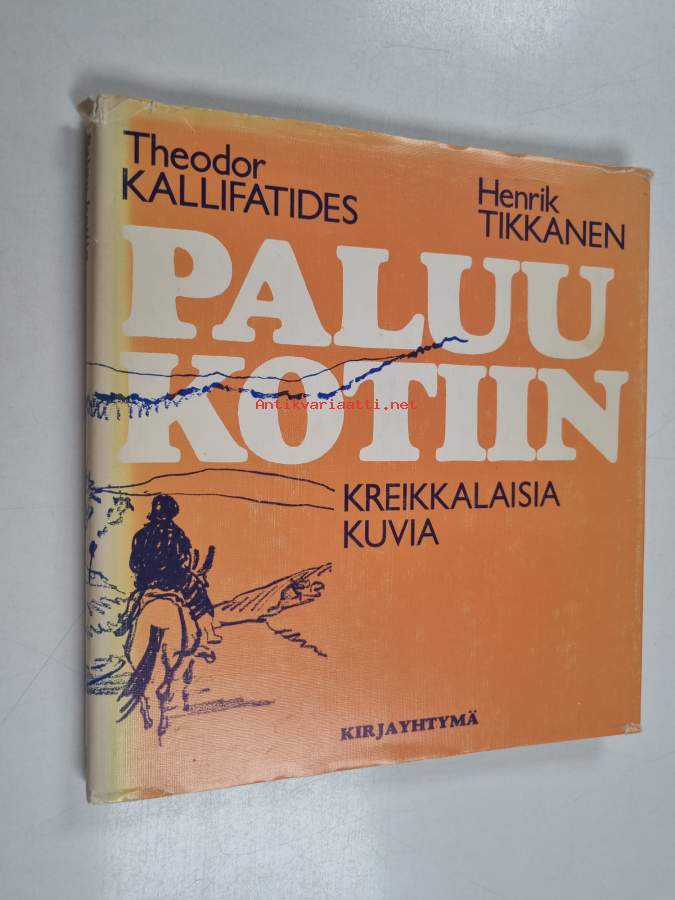 Theodor
KALLIFATIDES
Henrik
TIKKANEN
PALUU
KOTIIN
Antikvariaatti.net
KREIKKALAISIA
KUVIA
KIRJAYHTYMÄ